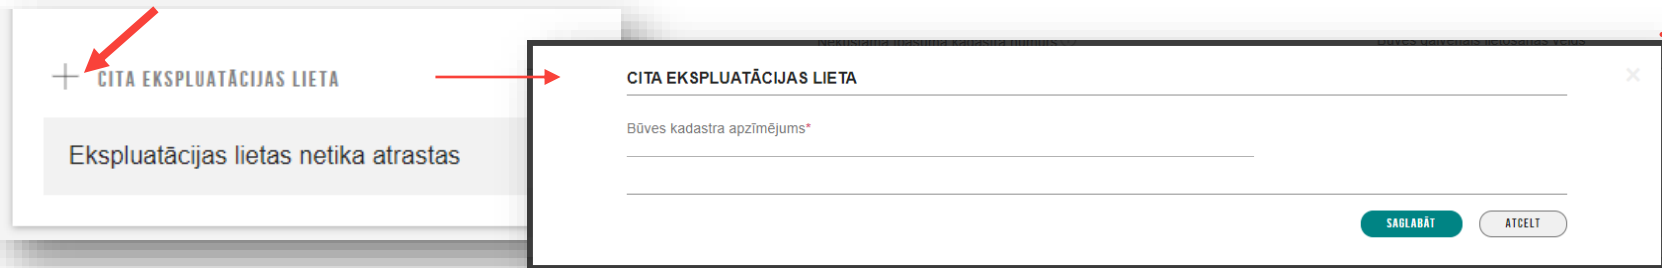 CITA EKSPLUATĀCIJAS LIETA
Ekspluatācijas lietas netika atrastas
CITA EKSPLUATĀCIJAS LIETA
×
Būves kadastra apzīmējums*
SAGLABĀT
ATCELT